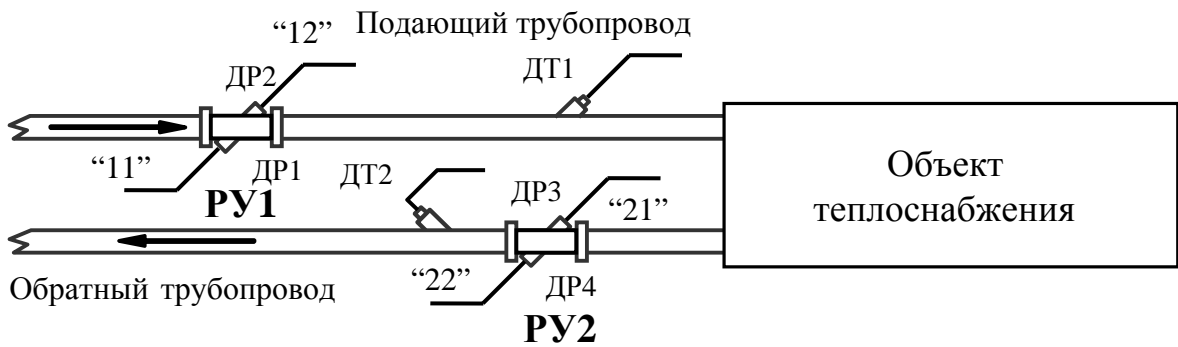 “12”
Подающий трубопровод
ДР2
ДТ1
“11”
ДР1
РУ1
ДТ2
ДР3
“21”
Объект
теплоснабжения
“22”
ДР4
Обратный трубопровод
РУ2